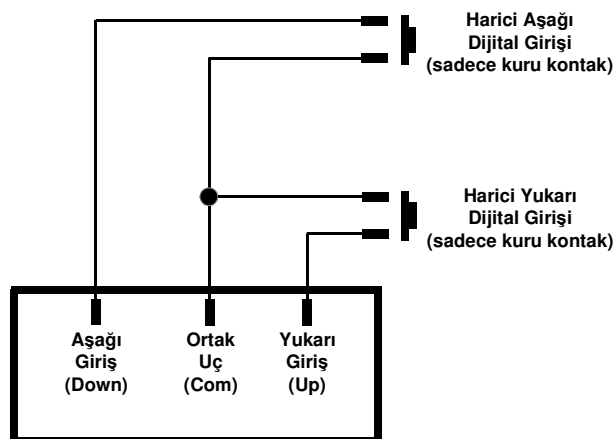 Harici Aşağı
Dijital Girişi
(sadece kuru kontak)
Harici Yukarı
Dijital Girişi
(sadece kuru kontak)
Aşağı
Giriş
(Down)
Ortak
Uç
(Com)
Yukarı
Giriş
(Up)